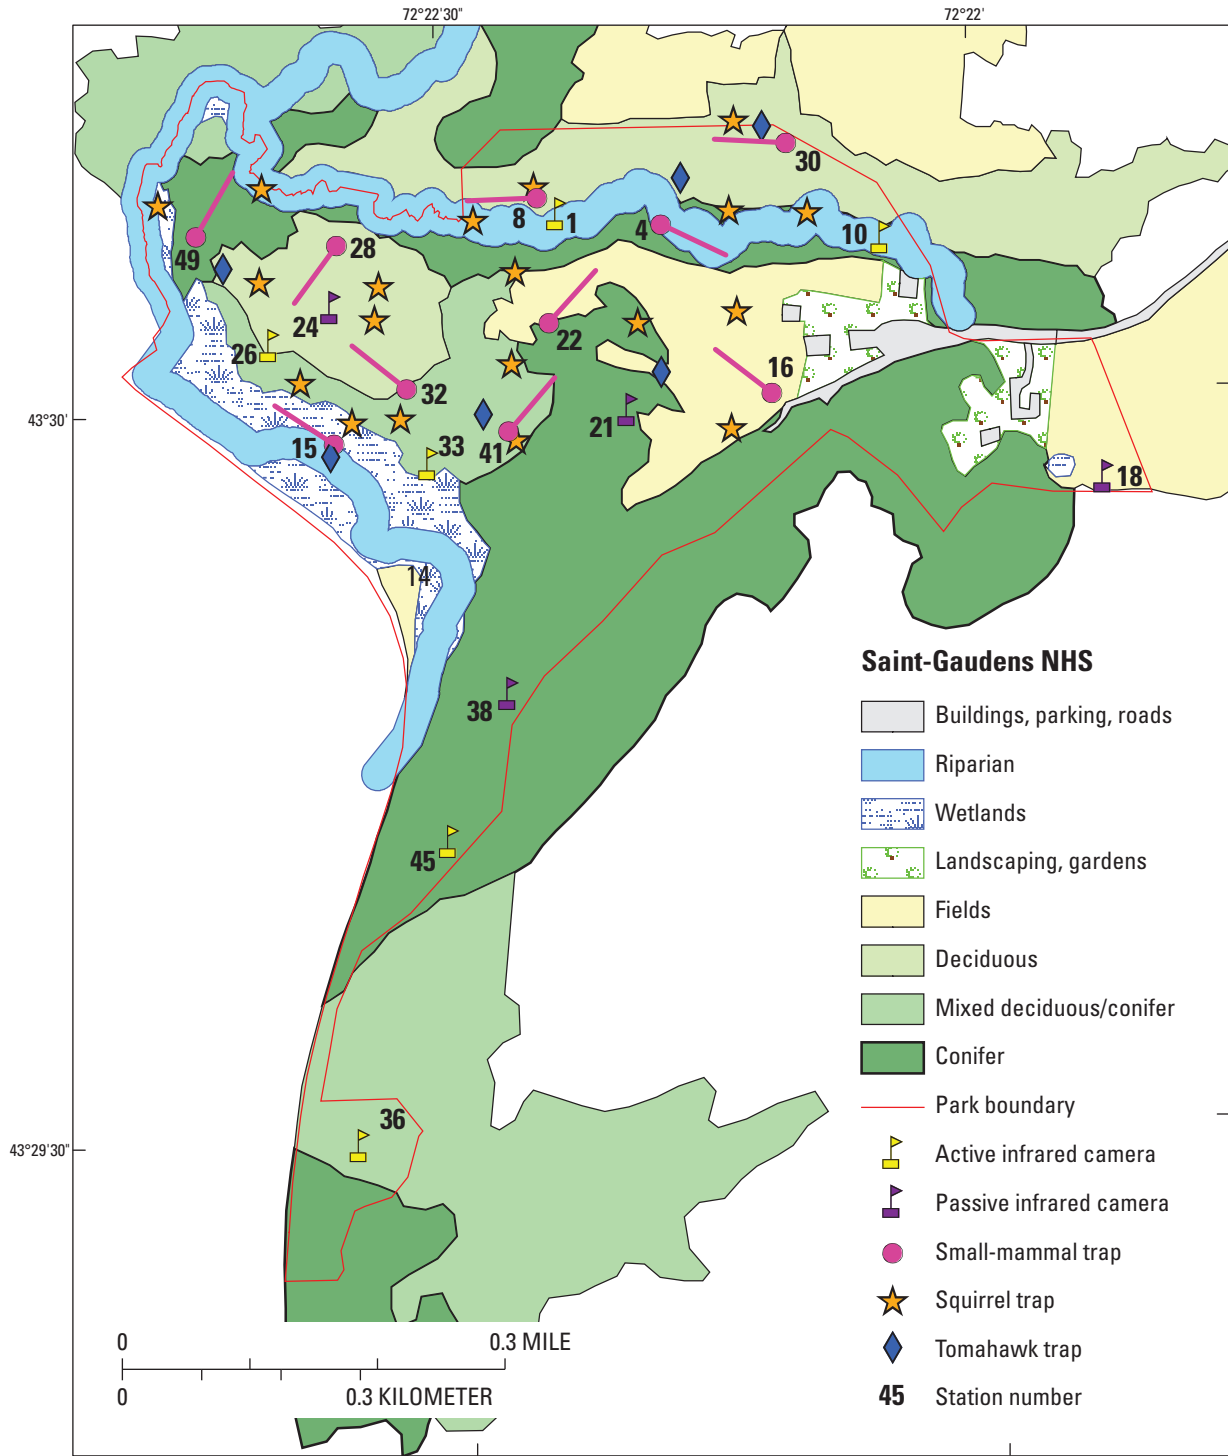 72°22'30"
72°22'
30
8
1
4
10
49
28
24
22
26
16
32
43°30'
21
15
33
41
18
14
38
45
36
43°29'30"
Saint-Gaudens NHS
Buildings, parking, roads
Riparian
Wetlands
Landscaping, gardens
Fields
Deciduous
Mixed deciduous/conifer
Conifer
Park boundary
Active infrared camera
Passive infrared camera
Small-mammal trap
Squirrel trap
Tomahawk trap
45 Station number
0 0.3 MILE
0 0.3 KILOMETER